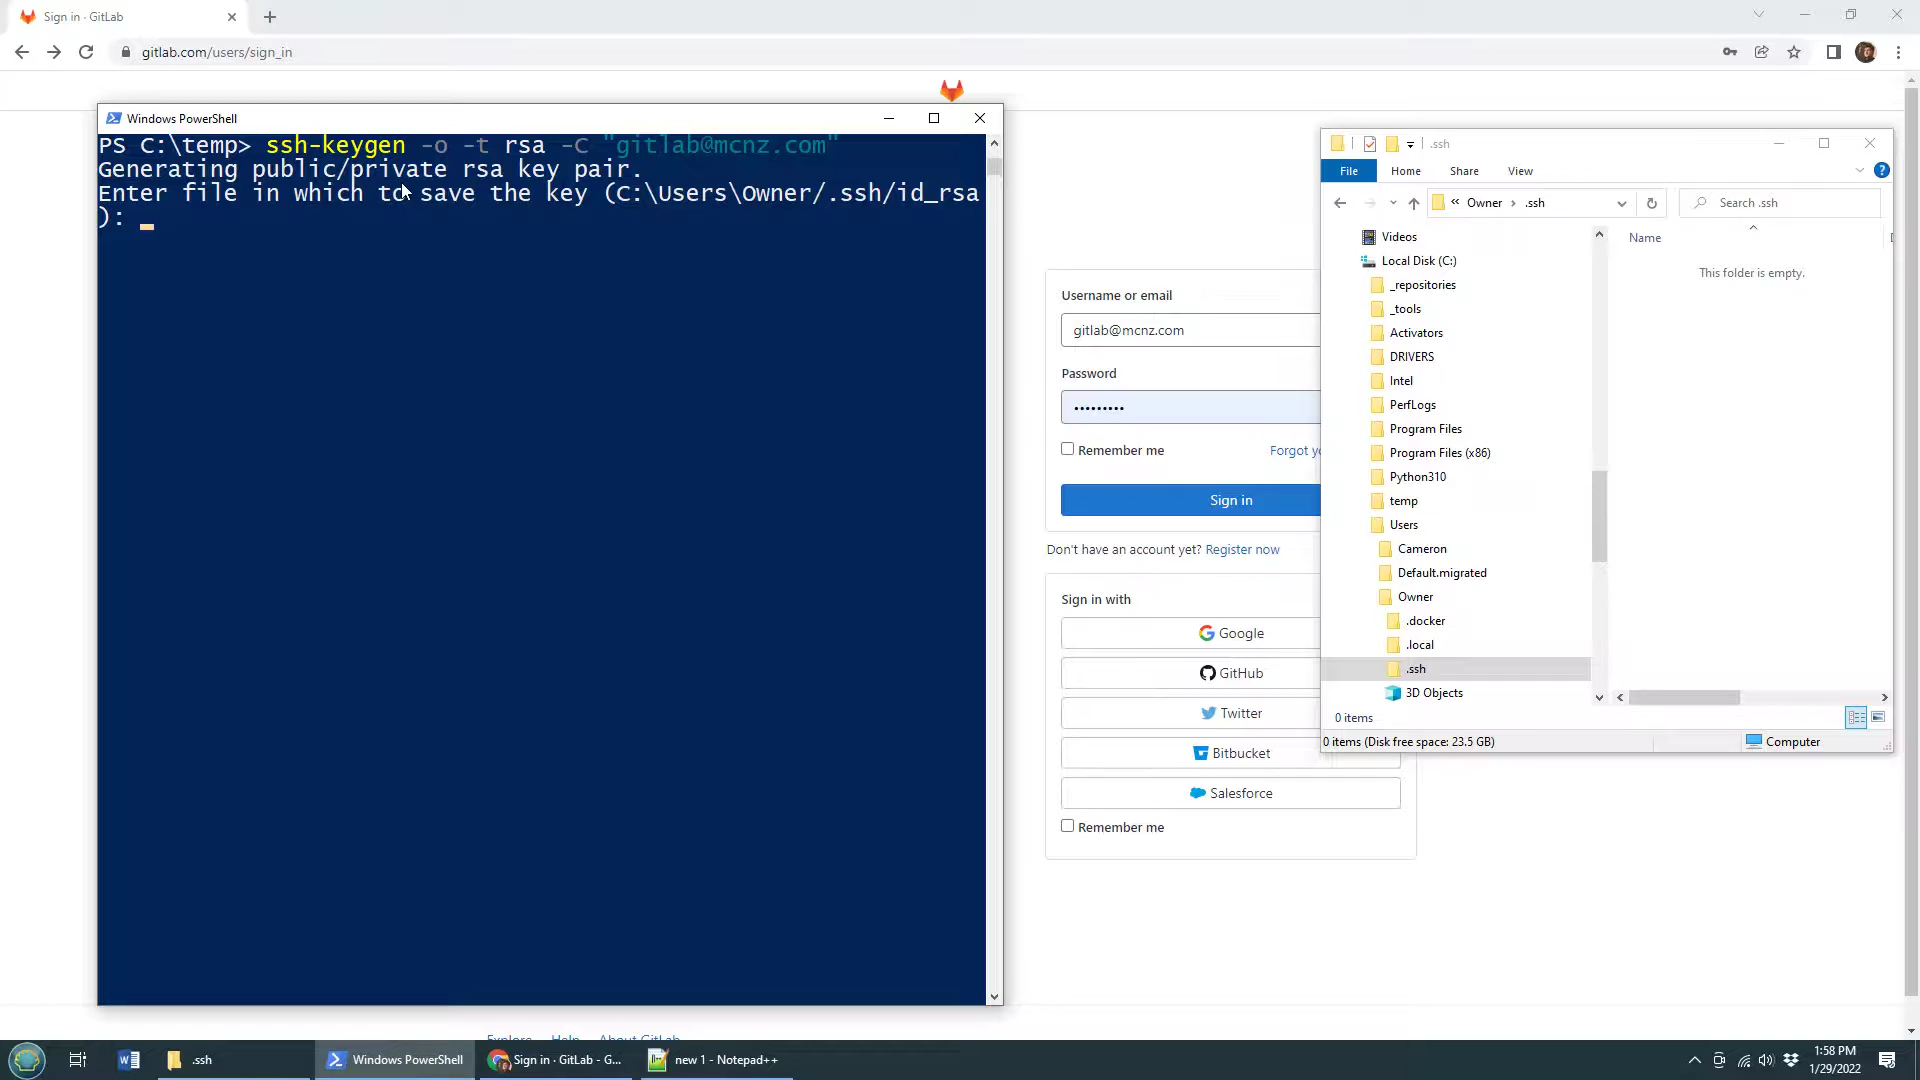 Sign in · GitLab
gitlab.com/users/sign_in
Windows PowerShell
PS C:\temp> ssh-keygen -o -t rsa -C "gitlab@mcnz.com"
Generating public/private rsa key pair.
Enter file in which to save the key (C:\Users\Owner/.ssh/id_rsa
):
Username or email
gitlab@mcnz.com
Password
Remember me
Forgot
Sign in
Don't have an account yet? Register now
Sign in with
Google
GitHub
Twitter
Bitbucket
Salesforce
Remember me
.ssh
File
Home
Share
View
Owner
.ssh
Search .ssh
Videos
Local Disk (C:)
_repositories
_tools
Activators
DRIVERS
Intel
PerfLogs
Program Files
Program Files (x86)
Python310
temp
Users
Cameron
Default.migrated
Owner
.docker
.local
.ssh
3D Objects
Name
This folder is empty.
0 items
0 items (Disk free space: 23.5 GB)
Computer
Explore
Help
About GitLab
.ssh
Windows PowerShell
Sign in · GitLab - G...
new 1 - Notepad++
1:58 PM
1/29/2022